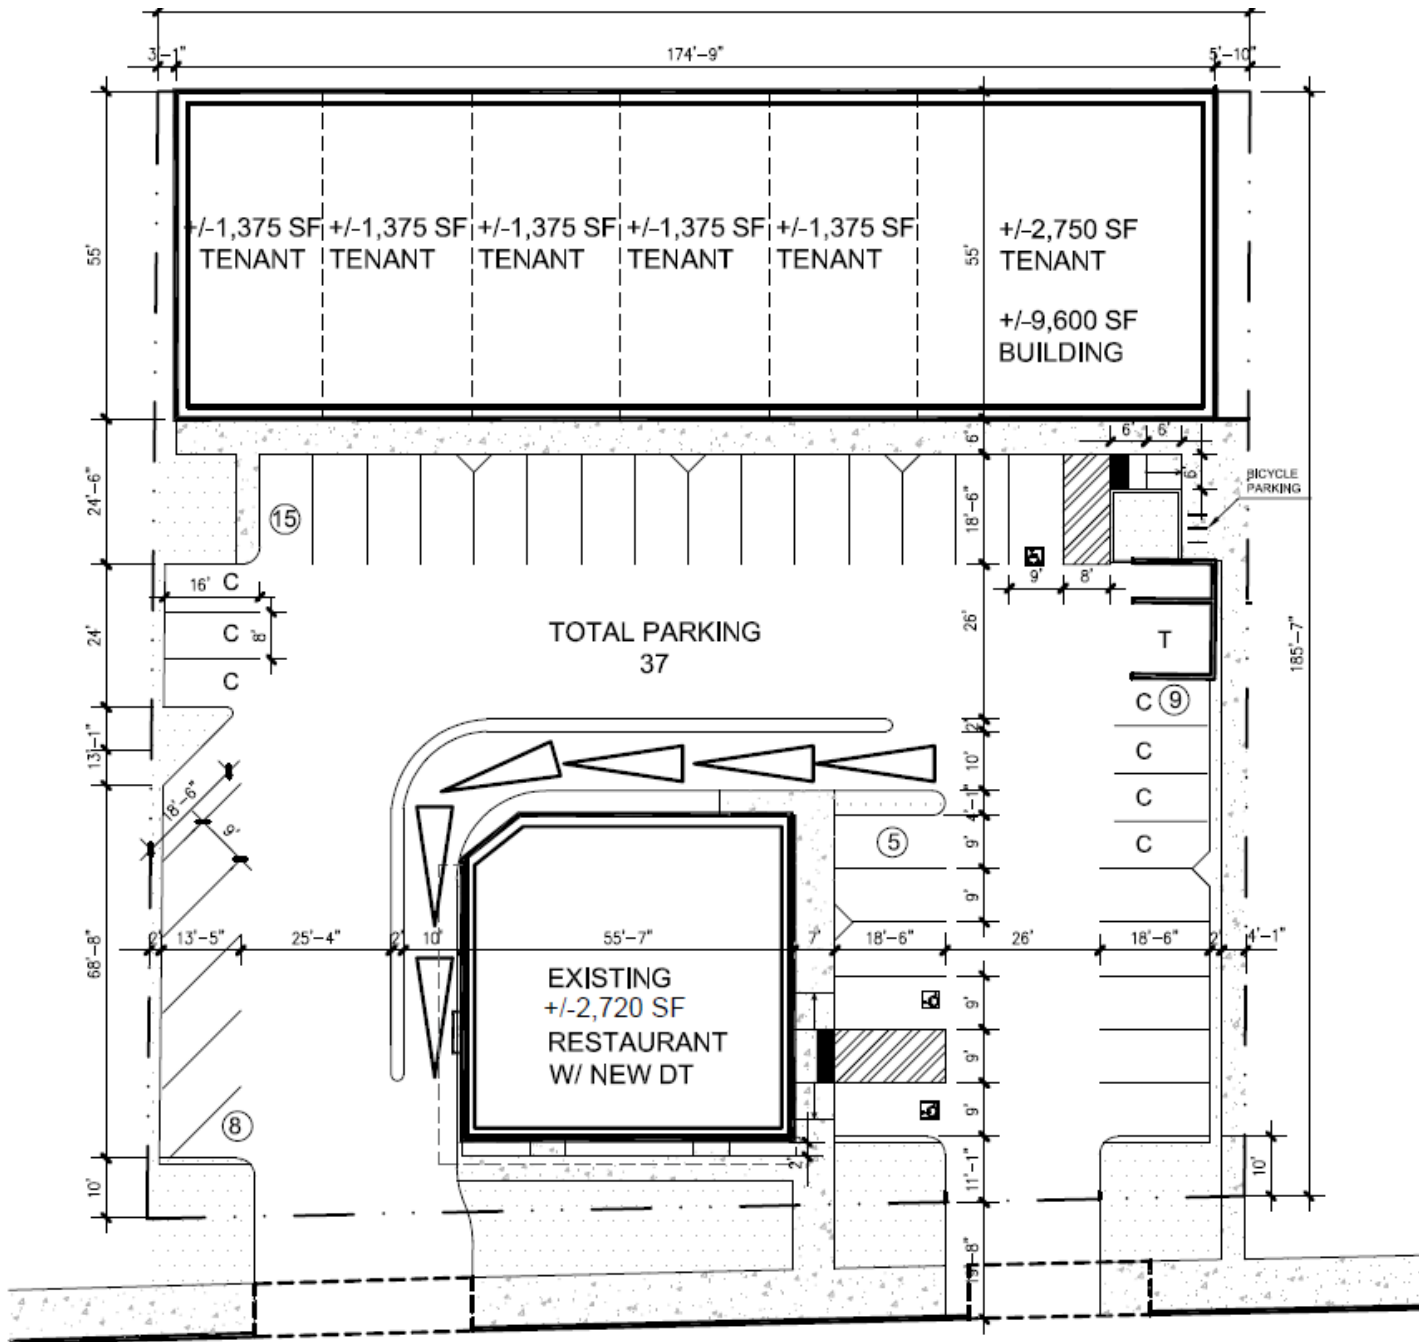 3'-1"
174'-9"
5'-10"
55'
+/-1,375 SF
TENANT
+/-1,375 SF
TENANT
+/-1,375 SF
TENANT
+/-1,375 SF
TENANT
+/-1,375 SF
TENANT
55'
+/-2,750 SF
TENANT
+/-9,600 SF
BUILDING
24'-6"
15
6'
18'-6"
6'
6'
6'
BICYCLE
PARKING
16'
C
C
C
8'
24'
TOTAL PARKING
37
26'
9'
8'
T
185'-7"
C
9
C
C
C
13'-1"
18'-6"
9'
2'
10'
4'-1"
5
9'
9'
68'-8"
2'
13'-5"
25'-4"
2'
10'
55'-7"
7'
18'-6"
26'
18'-6"
2'
4'-1"
EXISTING
+/-2,720 SF
RESTAURANT
W/ NEW DT
9'
9'
9'
8
10'
2'
11'-1"
10'
19'-8"